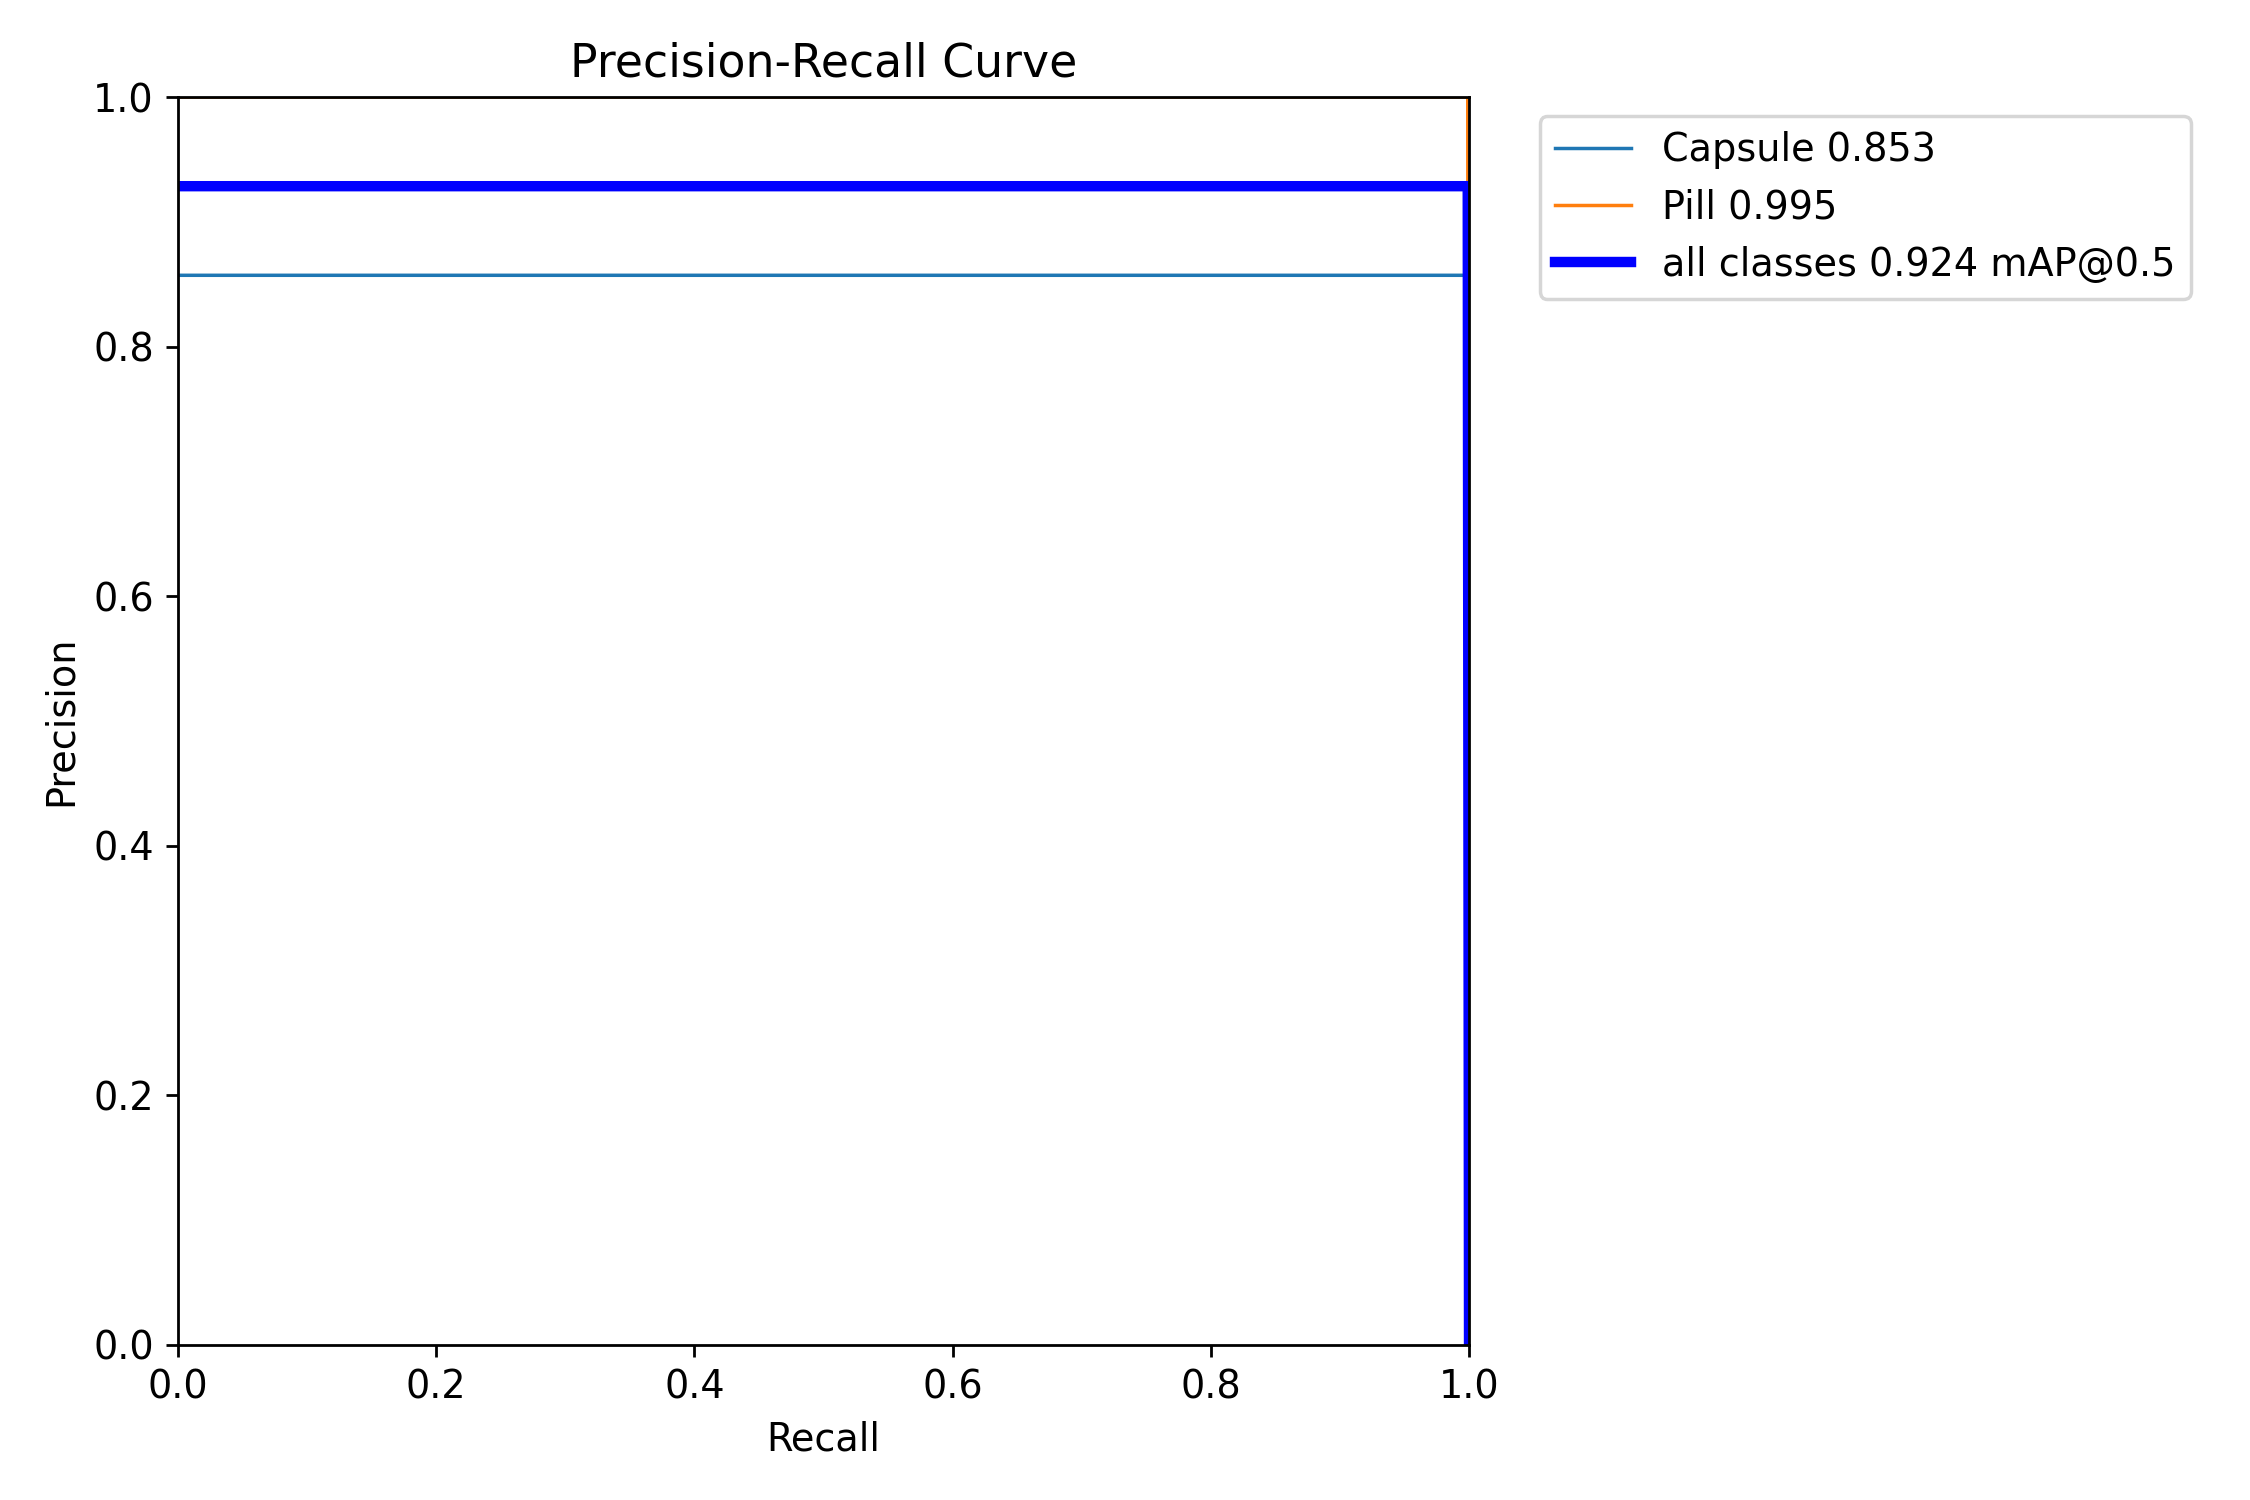 Precision-Recall Curve
1.0
0.8
0.6
0.4
0.2
0.0
Precision
0.0 0.2 0.4 0.6 0.8 1.0
Recall
Capsule 0.853
Pill 0.995
all classes 0.924 mAP@0.5